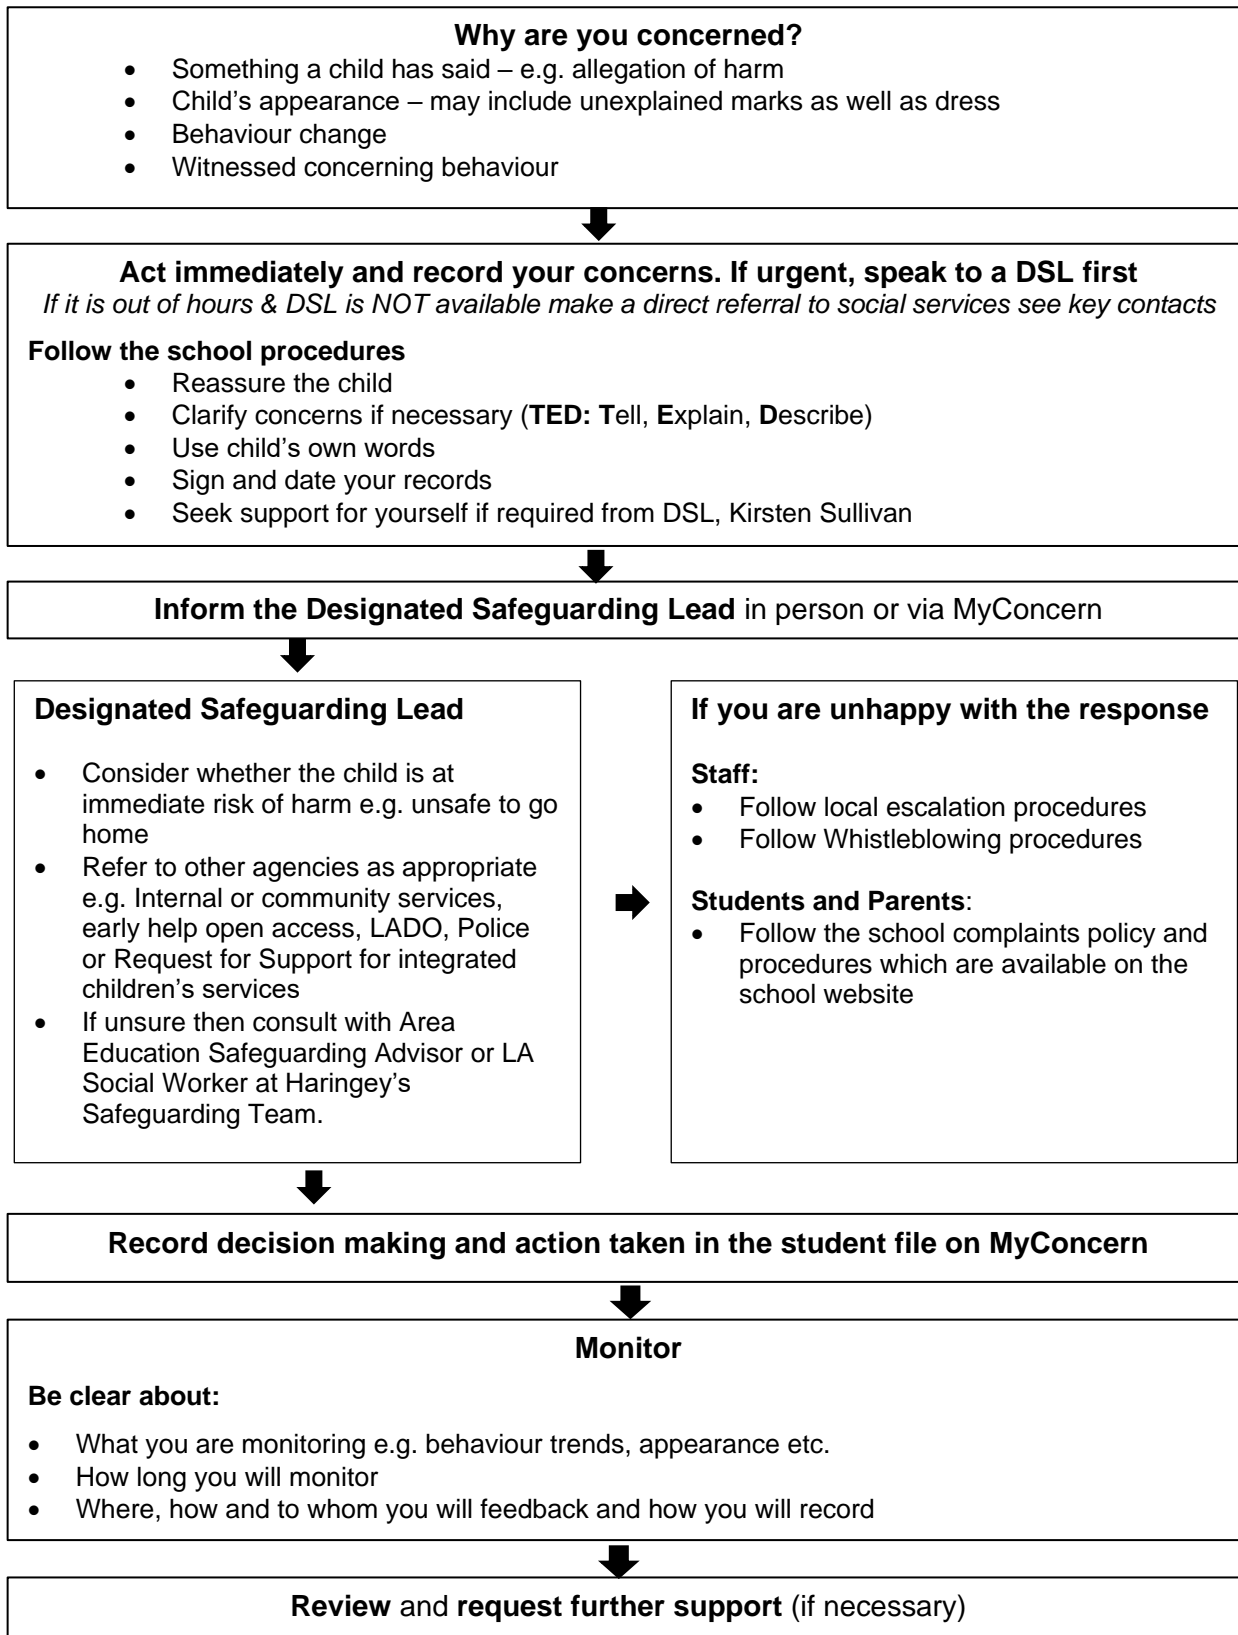 Why are you concerned?
• Something a child has said – e.g. allegation of harm
• Child's appearance – may include unexplained marks as well as dress
• Behaviour change
• Witnessed concerning behaviour
Act immediately and record your concerns. If urgent, speak to a DSL first
If it is out of hours & DSL is NOT available make a direct referral to social services see key contacts
Follow the school procedures
• Reassure the child
• Clarify concerns if necessary (TED: Tell, Explain, Describe)
• Use child's own words
• Sign and date your records
• Seek support for yourself if required from DSL, Kirsten Sullivan
Inform the Designated Safeguarding Lead in person or via MyConcern
Designated Safeguarding Lead
• Consider whether the child is at
immediate risk of harm e.g. unsafe to go
home
• Refer to other agencies as appropriate
e.g. Internal or community services,
early help open access, LADO, Police
or Request for Support for integrated
children's services
• If unsure then consult with Area
Education Safeguarding Advisor or LA
Social Worker at Haringey's
Safeguarding Team.
If you are unhappy with the response
Staff:
• Follow local escalation procedures
• Follow Whistleblowing procedures
Students and Parents:
• Follow the school complaints policy and
procedures which are available on the
school website
Record decision making and action taken in the student file on MyConcern
Monitor
Be clear about:
• What you are monitoring e.g. behaviour trends, appearance etc.
• How long you will monitor
• Where, how and to whom you will feedback and how you will record
Review and request further support (if necessary)